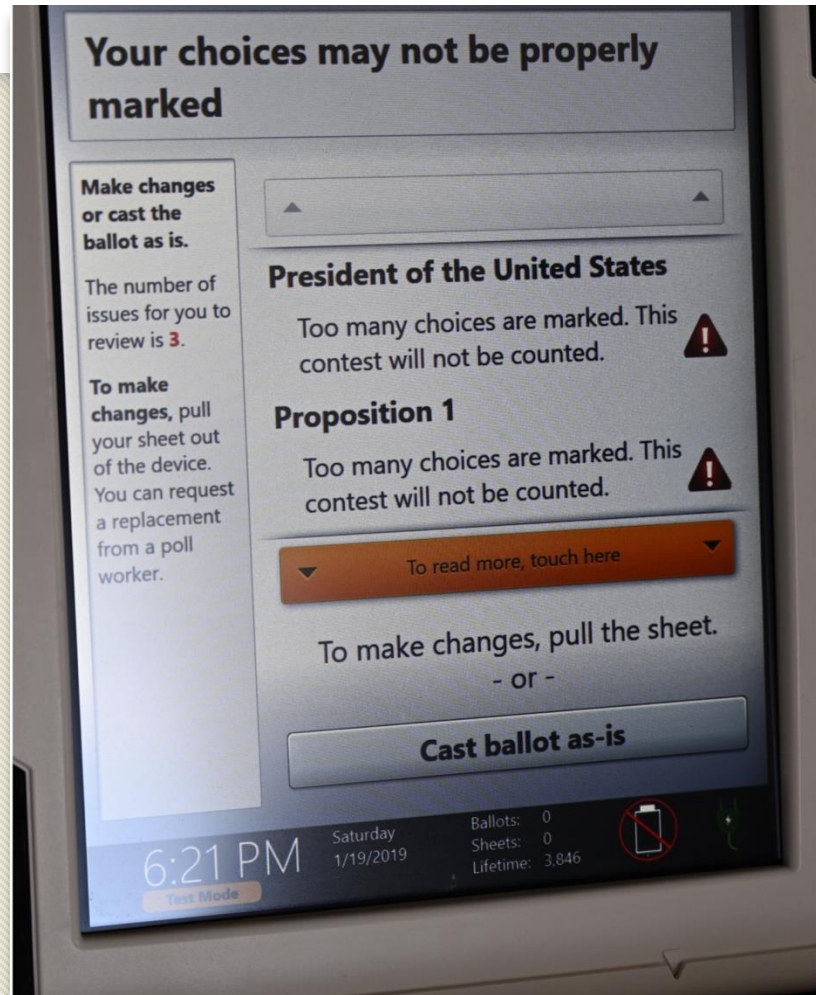 Your choices may not be properly
marked
Make changes
or cast the
ballot as is.
The number of
issues for you to
review is 3.
To make
changes, pull
your sheet out
of the device.
You can request
a replacement
from a poll
worker.
President of the United States
Too many choices are marked. This
contest will not be counted.
Proposition 1
Too many choices are marked. This
contest will not be counted.
To read more, touch here
To make changes, pull the sheet.
- or -
Cast ballot as-is
6:21 PM
Test Mode
Saturday
1/19/2019
Ballots: 0
Sheets: 0
Lifetime: 3,846